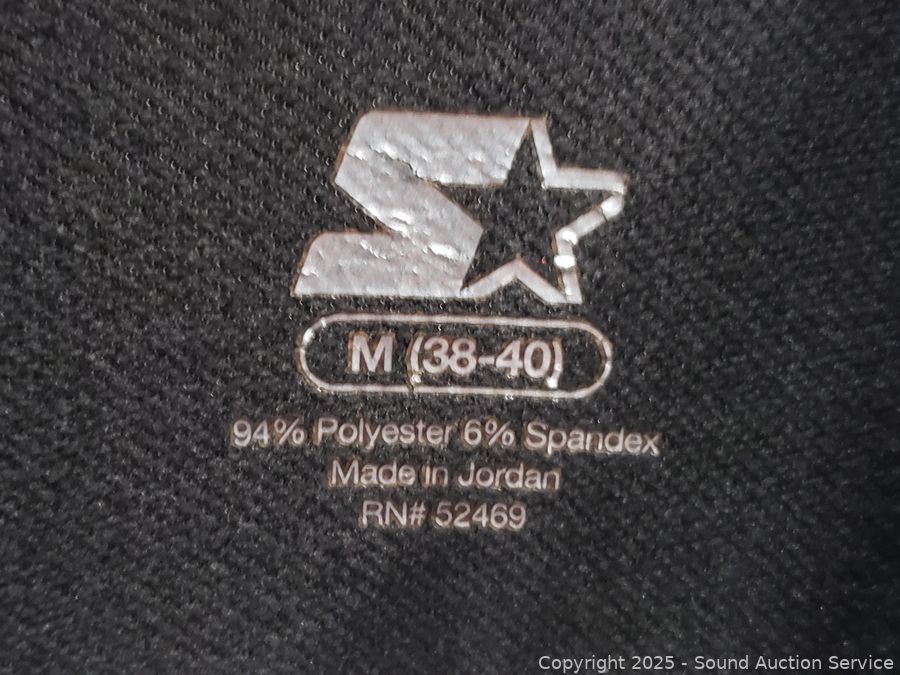 M (38-40)
94% Polyester 6% Spandex
Made in Jordan
RN# 52469
Copyright 2025 - Sound Auction Service